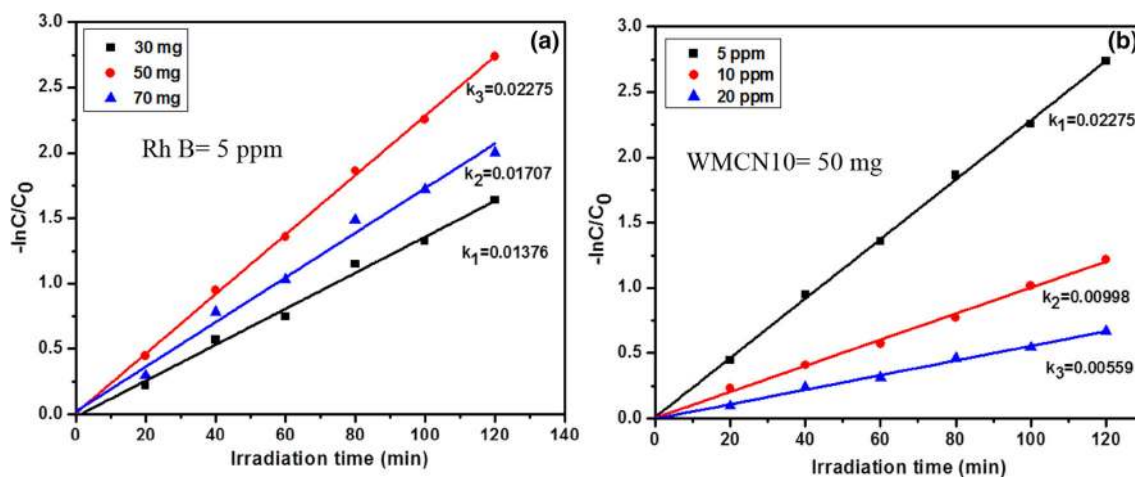 (a)
30 mg
50 mg
70 mg
Rh B= 5 ppm
k3=0.02275
k2=0.01707
k1=0.01376
-lnC/C0
3.0
2.5
2.0
1.5
1.0
0.5
0.0
0 20 40 60 80 100 120 140
Irradiation time (min)
(b)
5 ppm
10 ppm
20 ppm
WMCN10= 50 mg
k1=0.02275
k2=0.00998
k3=0.00559
-lnC/C0
3.0
2.5
2.0
1.5
1.0
0.5
0.0
0 20 40 60 80 100 120
Irradiation time (min)